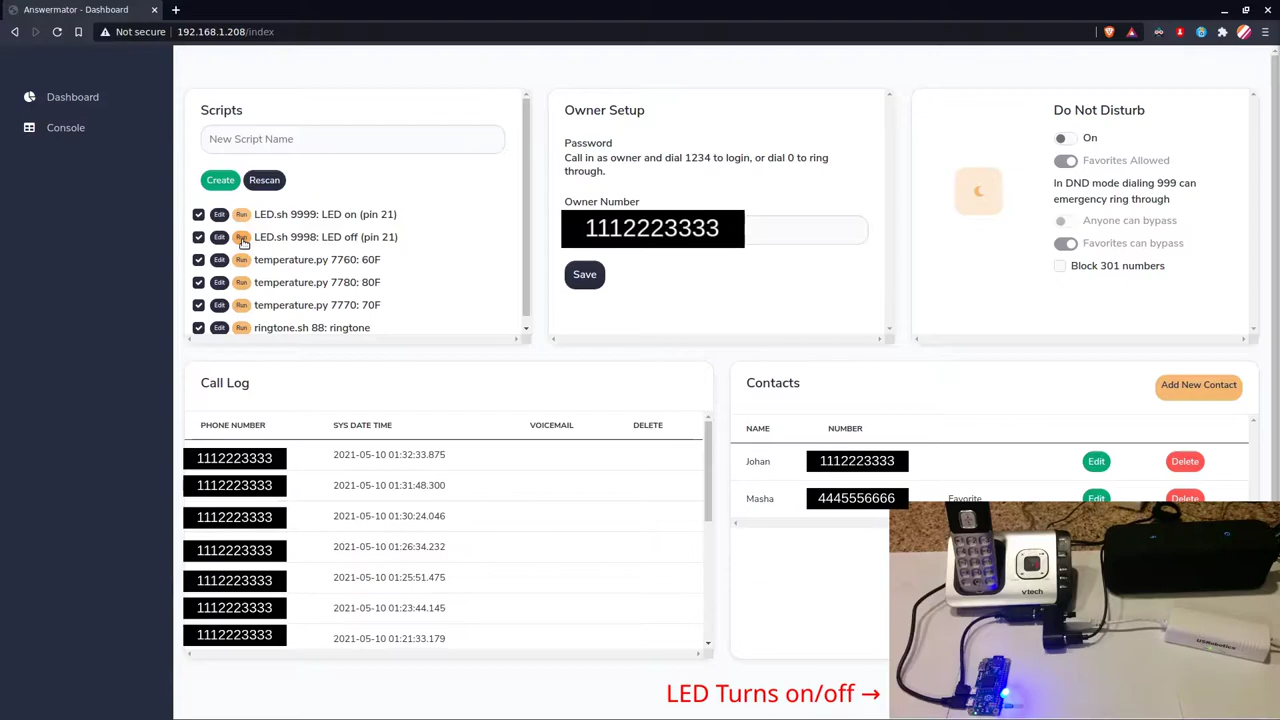 Answermator - Dashboard
Not secure 192.168.1.208/index
Dashboard
Console
Scripts
New Script Name
Create Rescan
Edit Run LED.sh 9999: LED on (pin 21)
Edit Run LED.sh 9998: LED off (pin 21)
Edit Run temperature.py 7760: 60F
Edit Run temperature.py 7780: 80F
Edit Run temperature.py 7770: 70F
Edit Run ringtone.sh 88: ringtone
Owner Setup
Password
Call in as owner and dial 1234 to login, or dial 0 to ring
through.
Owner Number
1112223333
Save
Do Not Disturb
On
Favorites Allowed
In DND mode dialing 999 can
emergency ring through
Anyone can bypass
Favorites can bypass
Block 301 numbers
Call Log
PHONE NUMBER SYS DATE TIME VOICEMAIL DELETE
1112223333 2021-05-10 01:32:33.875
1112223333 2021-05-10 01:31:48.300
1112223333 2021-05-10 01:30:24.046
1112223333 2021-05-10 01:26:34.232
1112223333 2021-05-10 01:25:51.475
1112223333 2021-05-10 01:23:44.145
1112223333 2021-05-10 01:21:33.179
Contacts
Add New Contact
NAME NUMBER
Johan 1112223333 Edit Delete
Masha 4445556666 Favorite Edit Delete
vtech
USRobotics
LED Turns on/off →